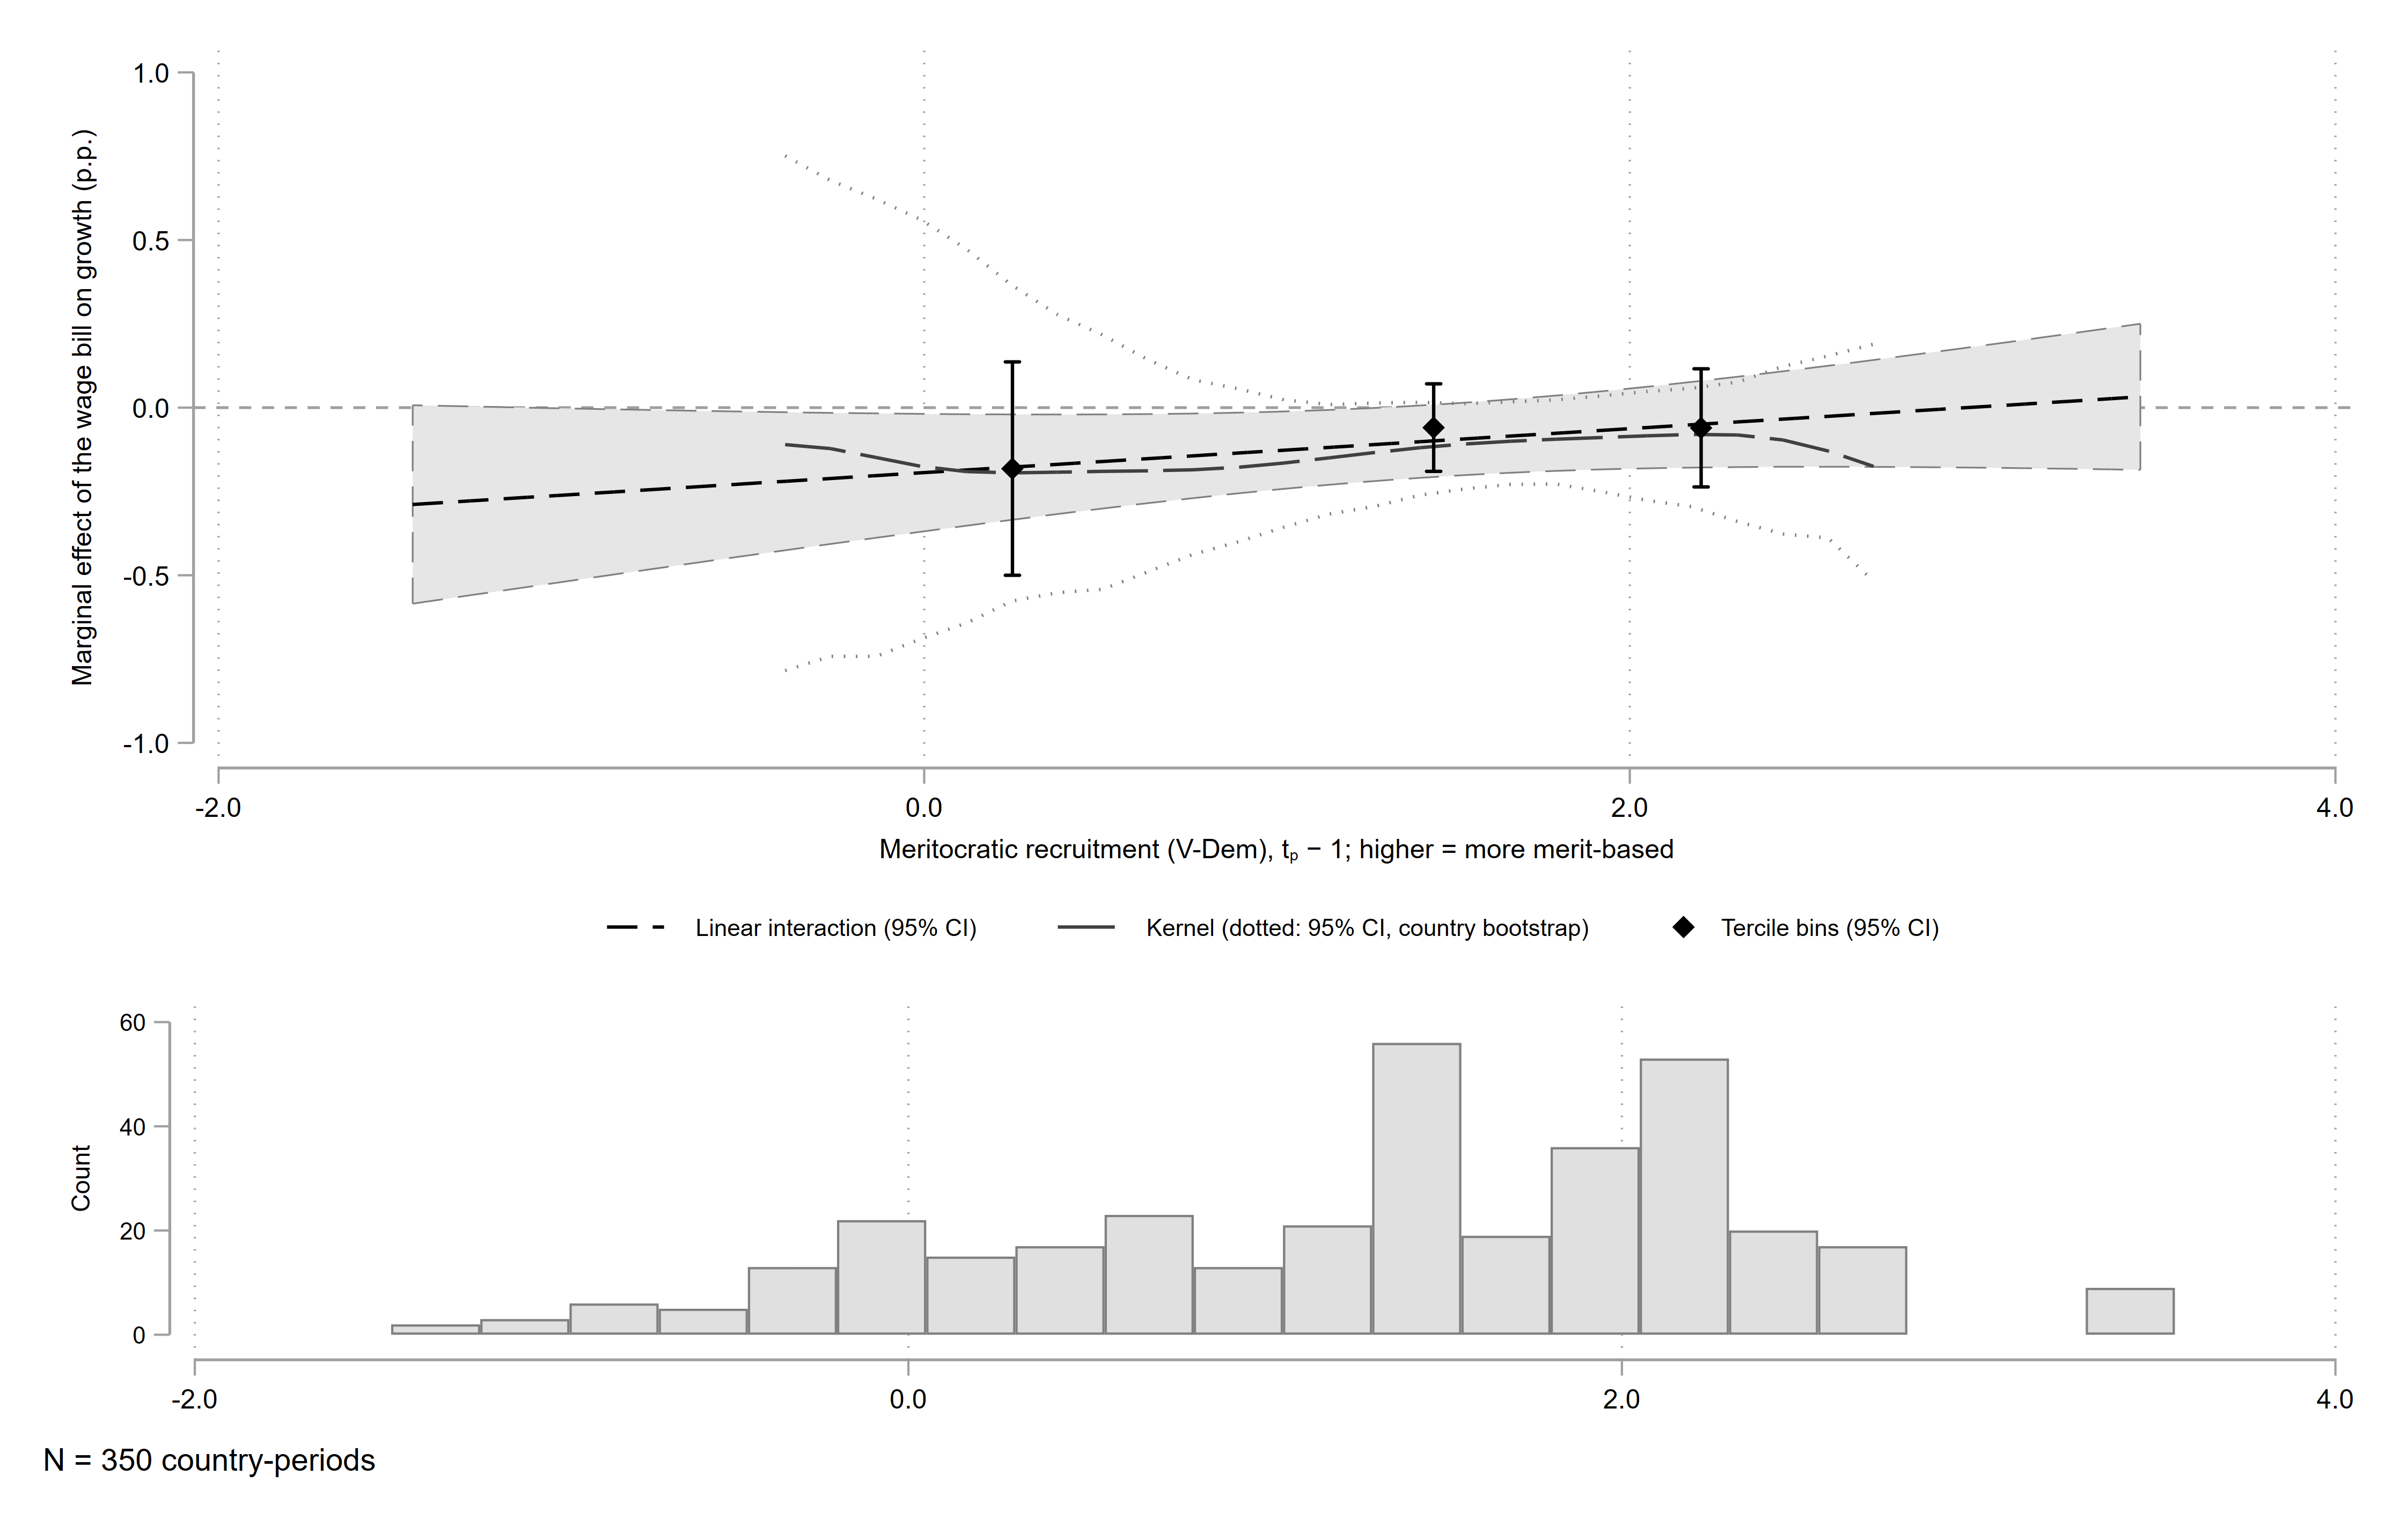 Marginal effect of the wage bill on growth (p.p.)
1.0
0.5
0.0
-0.5
-1.0
-2.0 0.0 2.0 4.0
Meritocratic recruitment (V-Dem), tₚ − 1; higher = more merit-based
Linear interaction (95% CI) Kernel (dotted: 95% CI, country bootstrap) Tercile bins (95% CI)
Count
60
40
20
0
-2.0 0.0 2.0 4.0
N = 350 country-periods